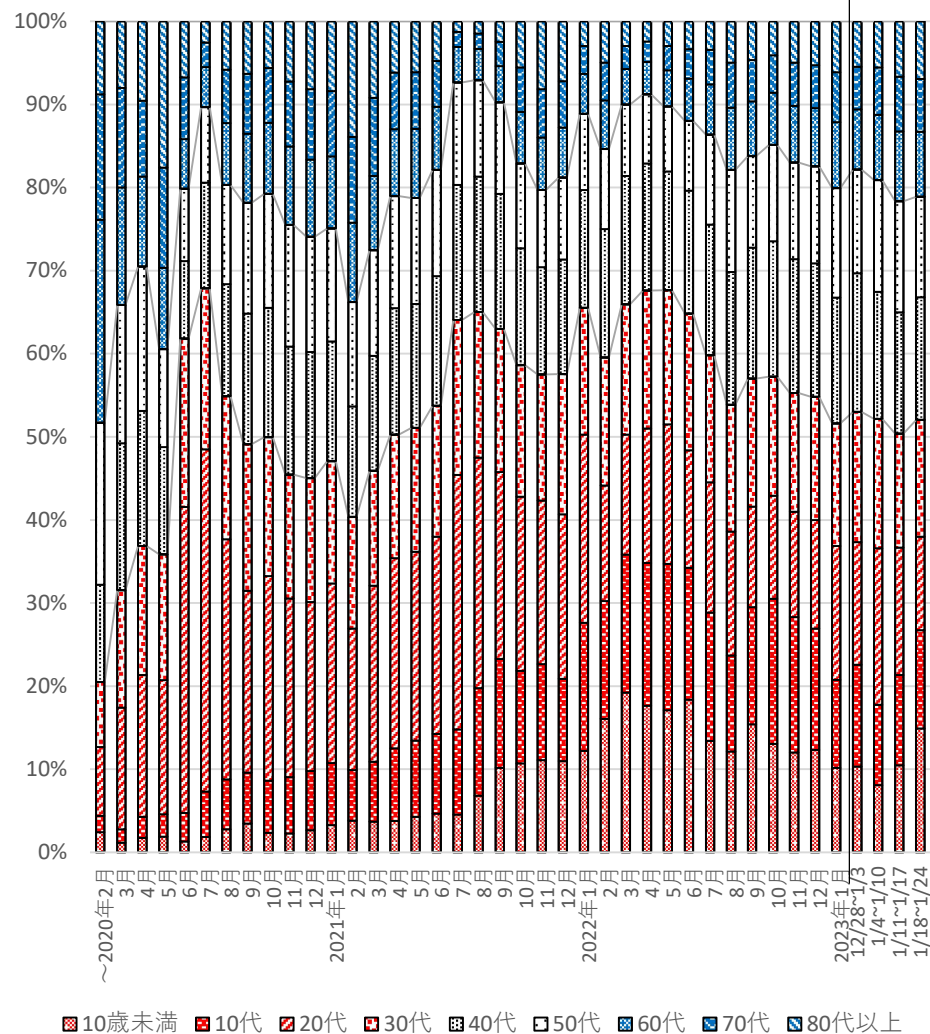 100%
90%
80%
70%
60%
50%
40%
30%
20%
10%
0%
～2020年2月
3月
4月
5月
6月
7月
8月
9月
10月
11月
12月
2021年1月
2月
3月
4月
5月
6月
7月
8月
9月
10月
11月
12月
2022年1月
2月
3月
4月
5月
6月
7月
8月
9月
10月
11月
12月
2023年1月
12/28~1/3
1/4~1/10
1/11~1/17
1/18~1/24
10歳未満 10代 20代 30代 40代 50代 60代 70代 80代以上